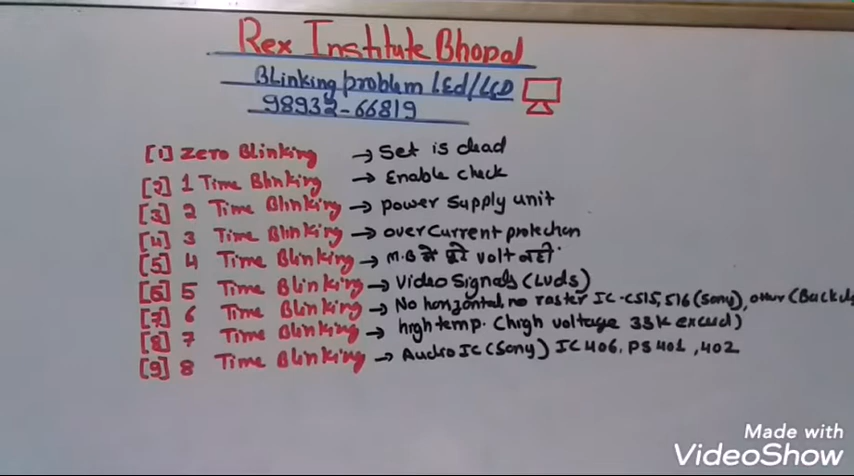 Rex Institute Bhopal
Blinking problem LEd/LCD
98932-66819
[1] Zero Blinking → Set is dead
[2] 1 Time Blinking → Enable check
[3] 2 Time Blinking → power supply unit
[4] 3 Time Blinking → over Current protection
[5] 4 Time Blinking → M.B में volt नही
[6] 5 Time Blinking → Video Signals (Lvds)
[7] 6 Time Blinking → No horizontal, no raster IC-C515, 516 (Sony), other (Back
[8] 7 Time Blinking → high temp. (high voltage 33K
[9] 8 Time Blinking → Audio IC (Sony) IC 406, PS 401, 402
Made with
VideoShow